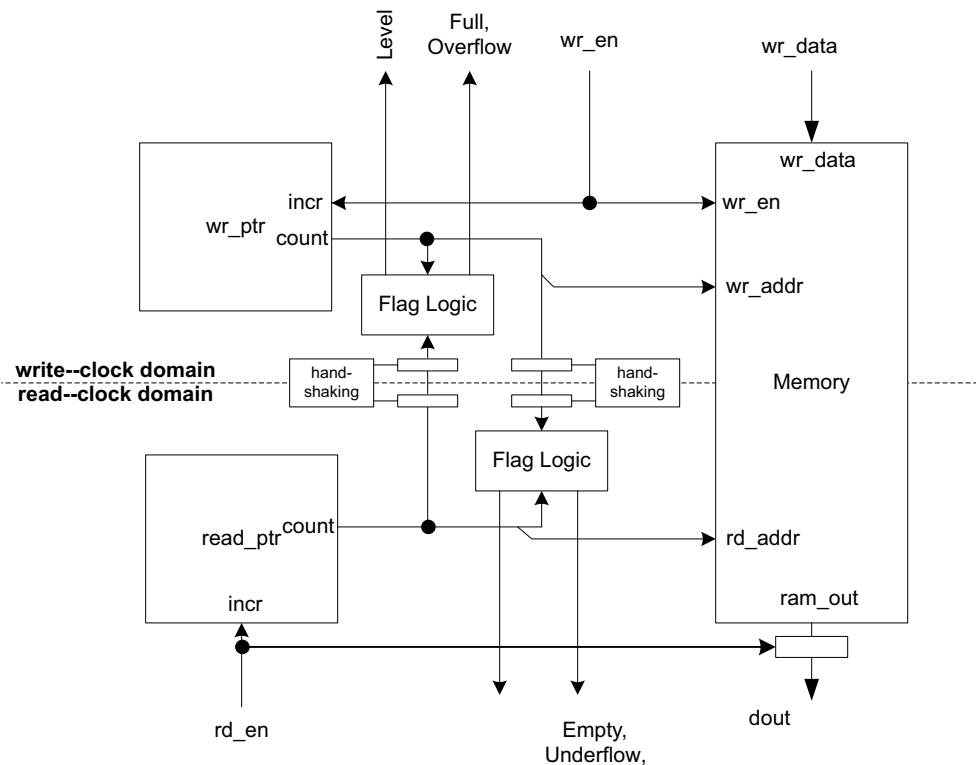 Level
Full,
Overflow
wr_en
wr_data
wr_data
incr
wr_en
wr_ptr
count
Flag Logic
wr_addr
write--clock domain
read--clock domain
hand-
shaking
hand-
shaking
Memory
Flag Logic
count
read_ptr
rd_addr
incr
ram_out
rd_en
dout
Empty,
Underflow,